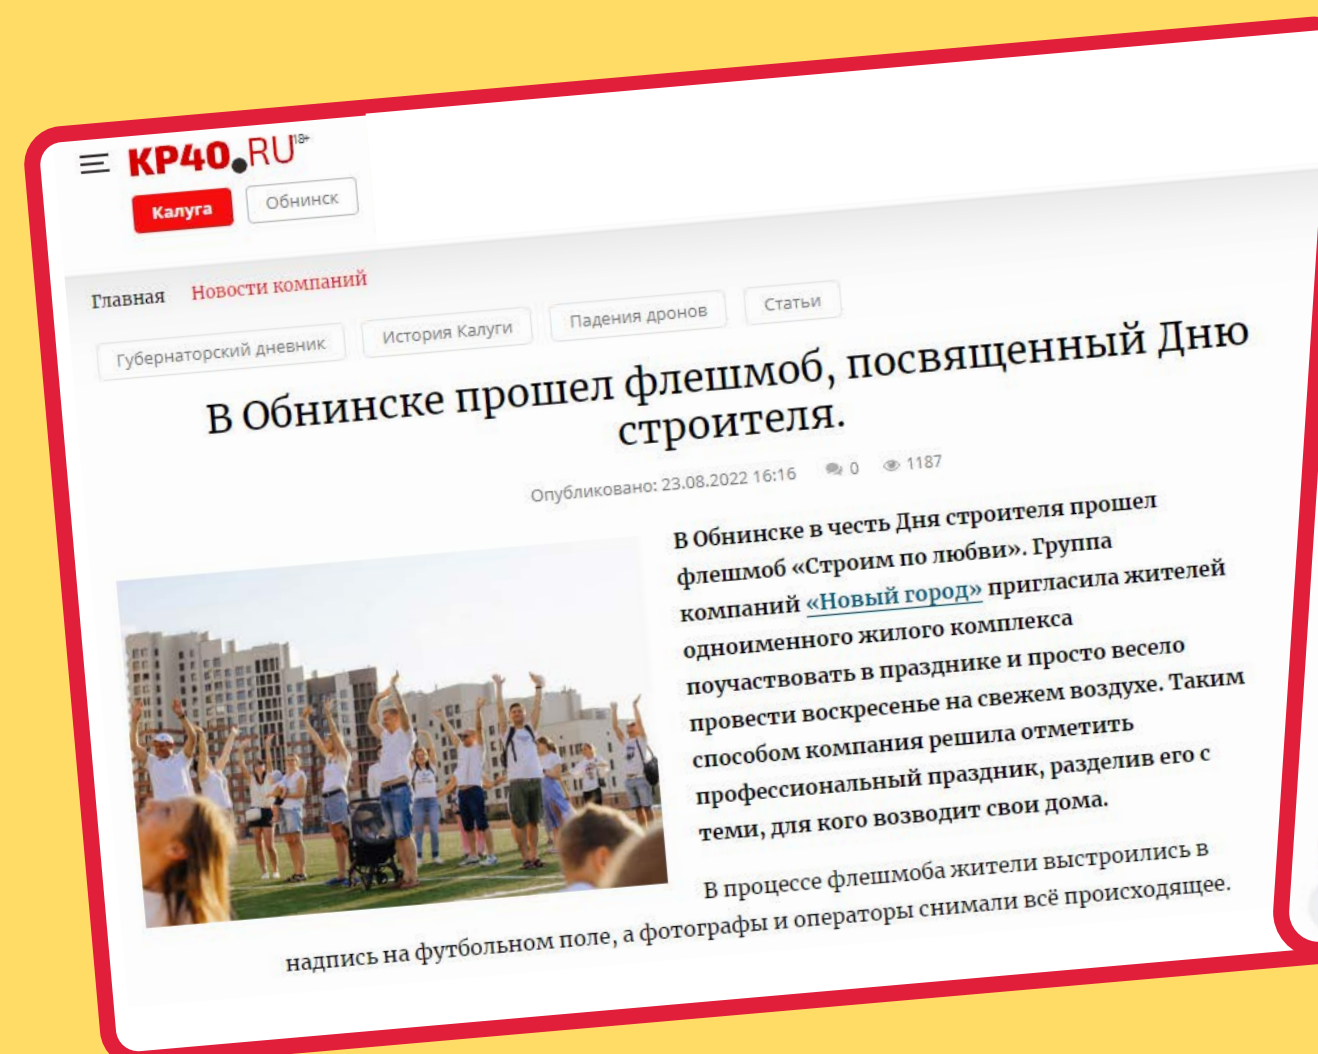 КР40.RU 18+
Калуга Обнинск
Главная Новости компаний
Губернаторский дневник История Калуги Падения дронов Статьи
В Обнинске прошел флешмоб, посвященный Дню
строителя.
Опубликовано: 23.08.2022 16:16 0 1187
В Обнинске в честь Дня строителя прошел
флешмоб «Строим по любви». Группа
компаний «Новый город» пригласила жителей
одноименного жилого комплекса
поучаствовать в празднике и просто весело
провести воскресенье на свежем воздухе. Таким
способом компания решила отметить
профессиональный праздник, разделив его с
теми, для кого возводит свои дома.
В процессе флешмоба жители выстроились в
надпись на футбольном поле, а фотографы и операторы снимали всё происходящее.